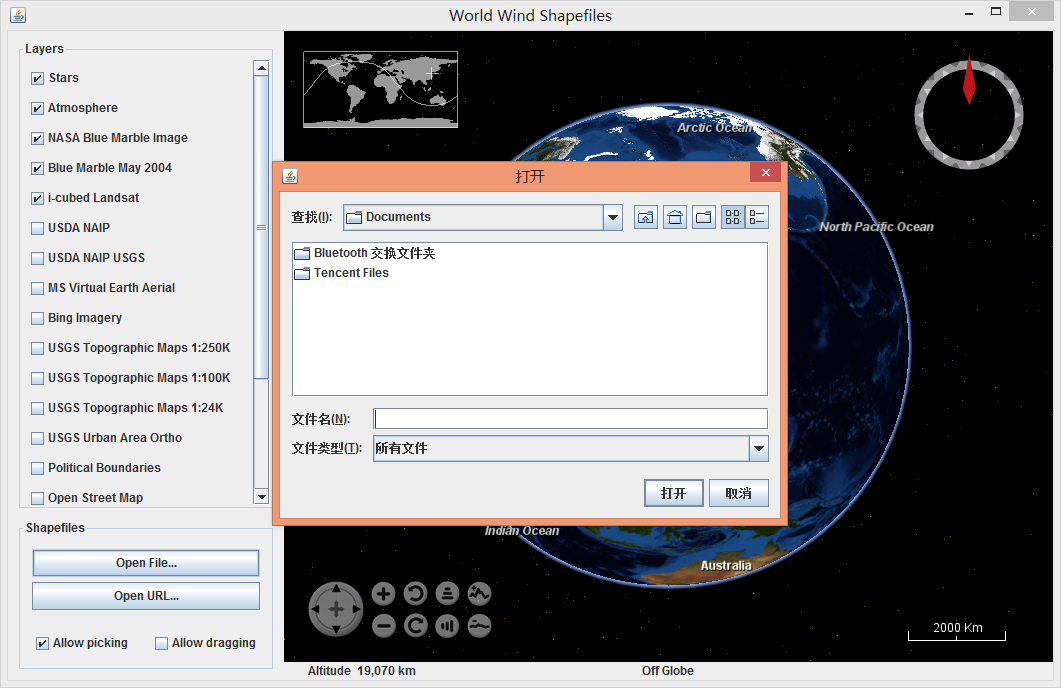 World Wind Shapefiles
Layers
Stars
Atmosphere
NASA Blue Marble Image
Blue Marble May 2004
i-cubed Landsat
USDA NAIP
USDA NAIP USGS
MS Virtual Earth Aerial
Bing Imagery
USGS Topographic Maps 1:250K
USGS Topographic Maps 1:100K
USGS Topographic Maps 1:24K
USGS Urban Area Ortho
Political Boundaries
Open Street Map
Shapefiles
Open File...
Open URL...
Allow picking
Allow dragging
Arctic Ocean
North Pacific Ocean
打开
查找(I):
Documents
Bluetooth 交换文件夹
Tencent Files
文件名(N):
文件类型(T):
所有文件
打开
取消
Indian Ocean
Australia
2000 Km
Altitude 19,070 km
Off Globe